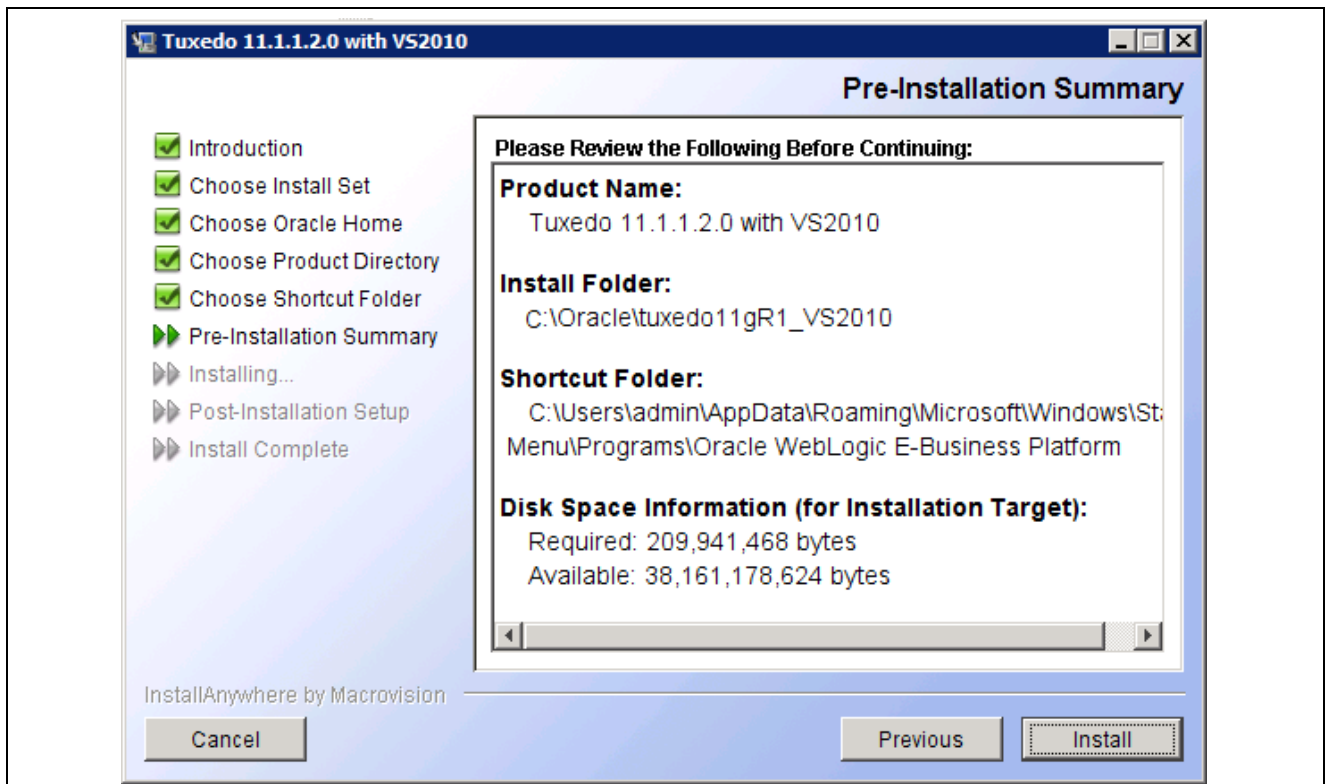 Tuxedo 11.1.1.2.0 with VS2010
Pre-Installation Summary
Introduction
Choose Install Set
Choose Oracle Home
Choose Product Directory
Choose Shortcut Folder
Pre-Installation Summary
Installing...
Post-Installation Setup
Install Complete
Please Review the Following Before Continuing:
Product Name:
Tuxedo 11.1.1.2.0 with VS2010
Install Folder:
C:\Oracle\tuxedo11gR1_VS2010
Shortcut Folder:
C:\Users\admin\AppData\Roaming\Microsoft\Windows\Sta
Menu\Programs\Oracle WebLogic E-Business Platform
Disk Space Information (for Installation Target):
Required: 209,941,468 bytes
Available: 38,161,178,624 bytes
InstallAnywhere by Macrovision
Cancel
Previous
Install